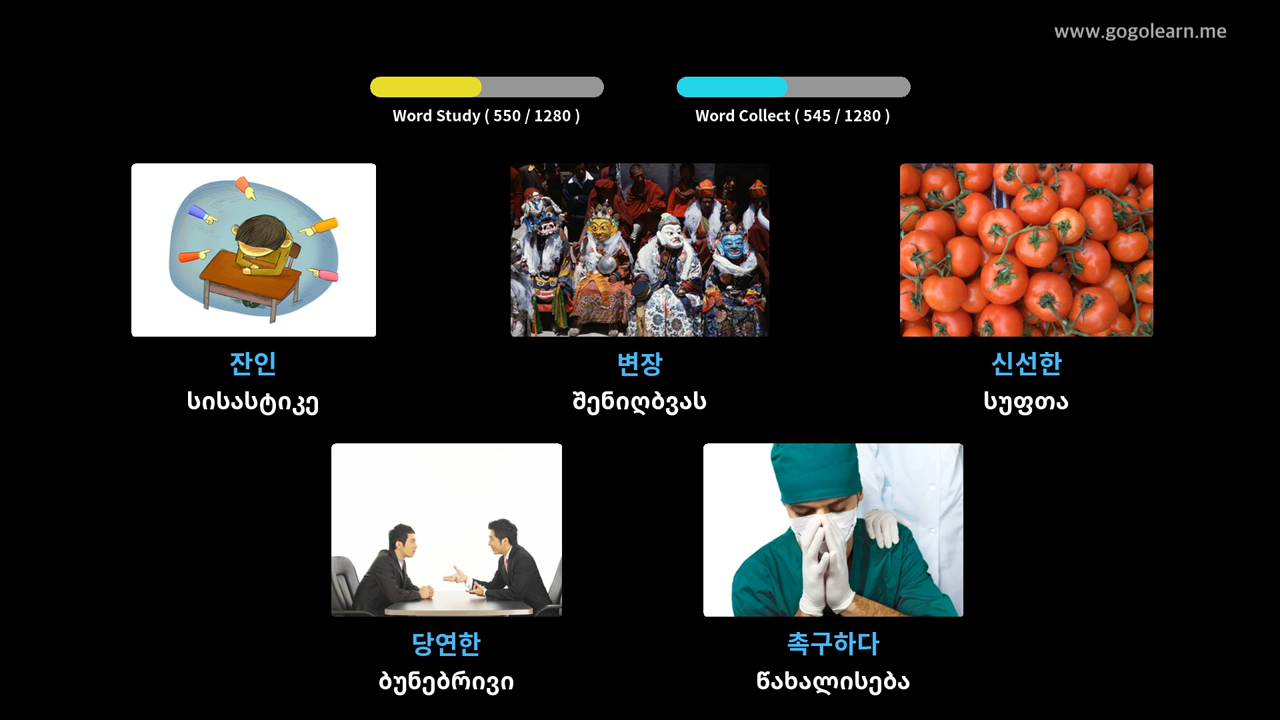 www.gogolearn.me
Word Study ( 550 / 1280 )
Word Collect ( 545 / 1280 )
잔인
სისასტიკე
변장
შენიღბვას
신선한
სუფთა
당연한
ბუნებრივი
촉구하다
წახალისება